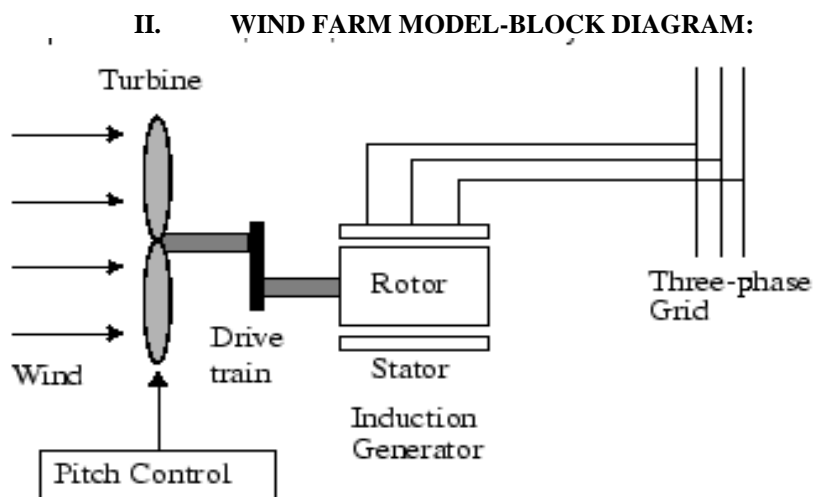 II. WIND FARM MODEL-BLOCK DIAGRAM:
Turbine
Rotor
Three-phase
Grid
Drive
train
Wind
Stator
Induction
Generator
Pitch Control